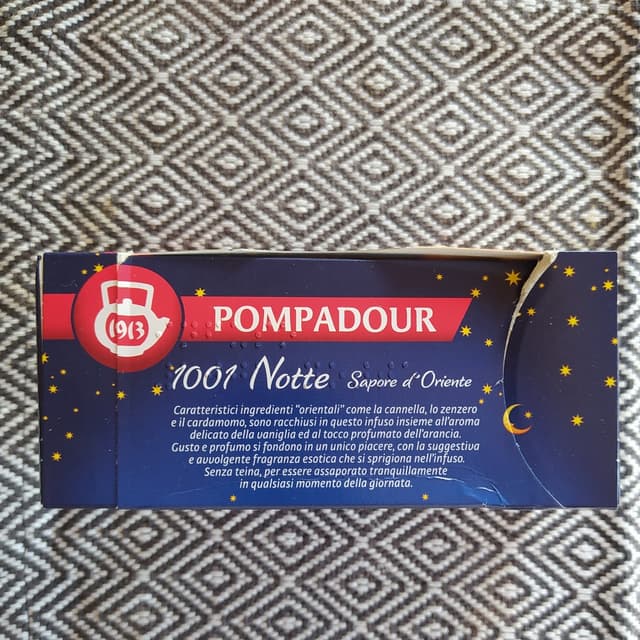 1913
POMPADOUR
1001 Notte Sapore d'Oriente
Caratteristici ingredienti "orientali" come la cannella, lo zenzero
e il cardamomo, sono racchiusi in questo infuso insieme all'aroma
delicato della vaniglia ed al tocco profumato dell'arancia.
Gusto e profumo si fondono in un unico piacere, con la suggestiva
e avvolgente fragranza esotica che si sprigiona nell'infuso.
Senza teina, per essere assaporato tranquillamente
in qualsiasi momento della giornata.